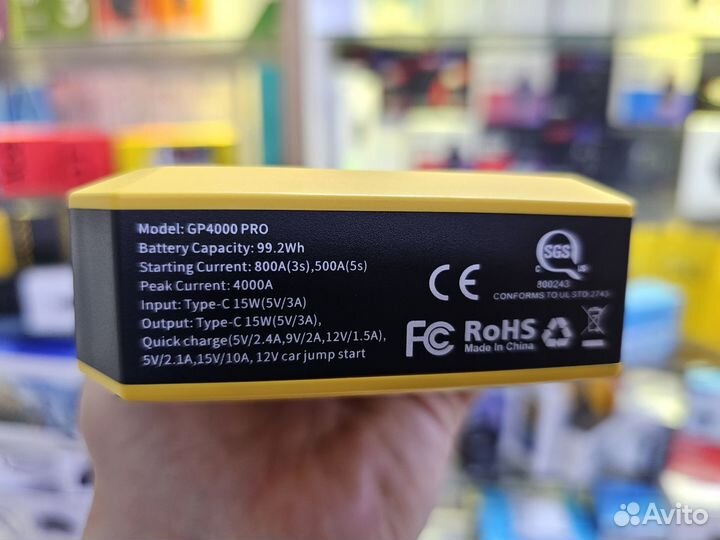 Model: GP4000 PRO
Battery Capacity: 99.2Wh
Starting Current: 800A(3s),500A(5s)
Peak Current: 4000A
Input: Type-C 15W(5V/3A)
Output: Type-C 15W(5V/3A),
Quick charge(5V/2.4A,9V/2A,12V/1.5A),
5V/2.1A,15V/10A, 12V car jump start
CE
SGS
C US
800243
CONFORMS TO UL STD 2743
FC RoHS
Made In China
Avito